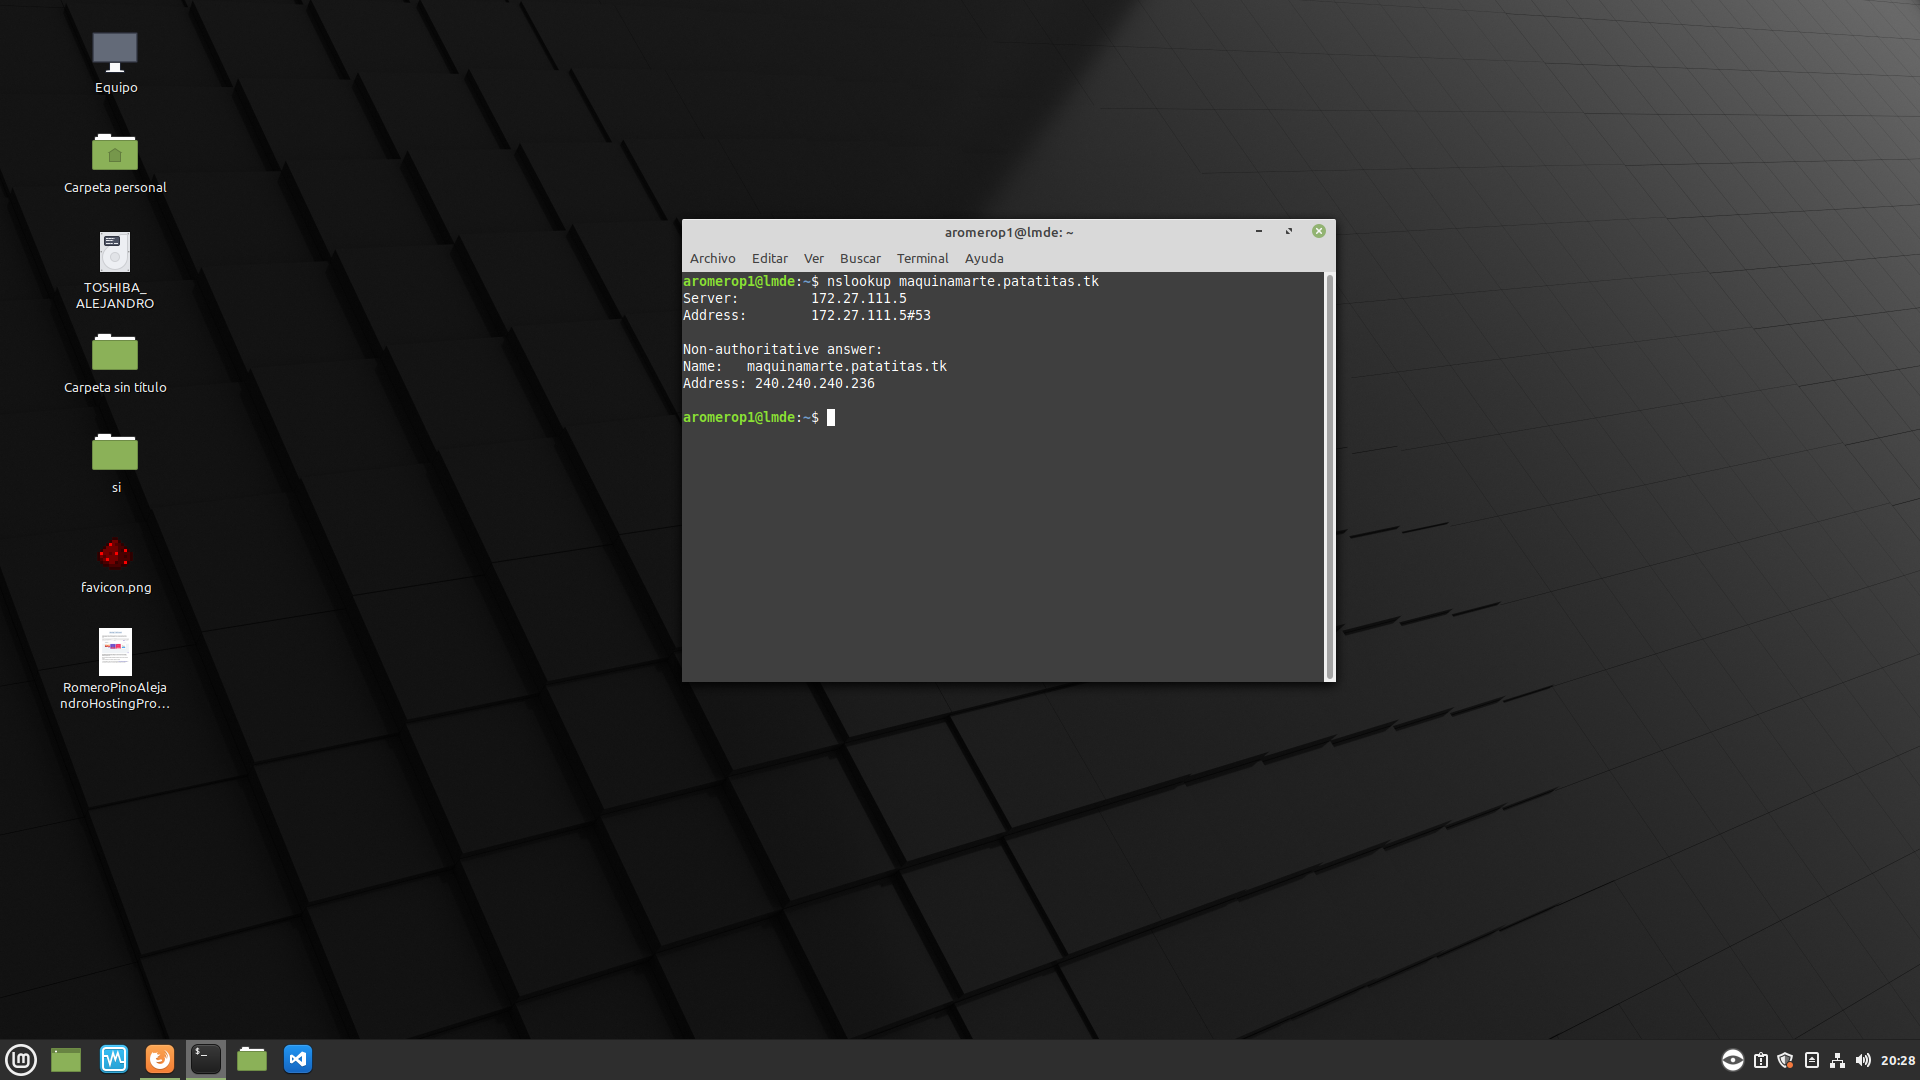 Equipo
Carpeta personal
TOSHIBA_
ALEJANDRO
Carpeta sin título
si
favicon.png
RomeroPinoAleja
ndroHostingPro...
aromerop1@lmde: ~
Archivo Editar Ver Buscar Terminal Ayuda
aromerop1@lmde:~$ nslookup maquinamarte.patatitas.tk
Server: 172.27.111.5
Address: 172.27.111.5#53
Non-authoritative answer:
Name: maquinamarte.patatitas.tk
Address: 240.240.240.236
aromerop1@lmde:~$
$_
20:28